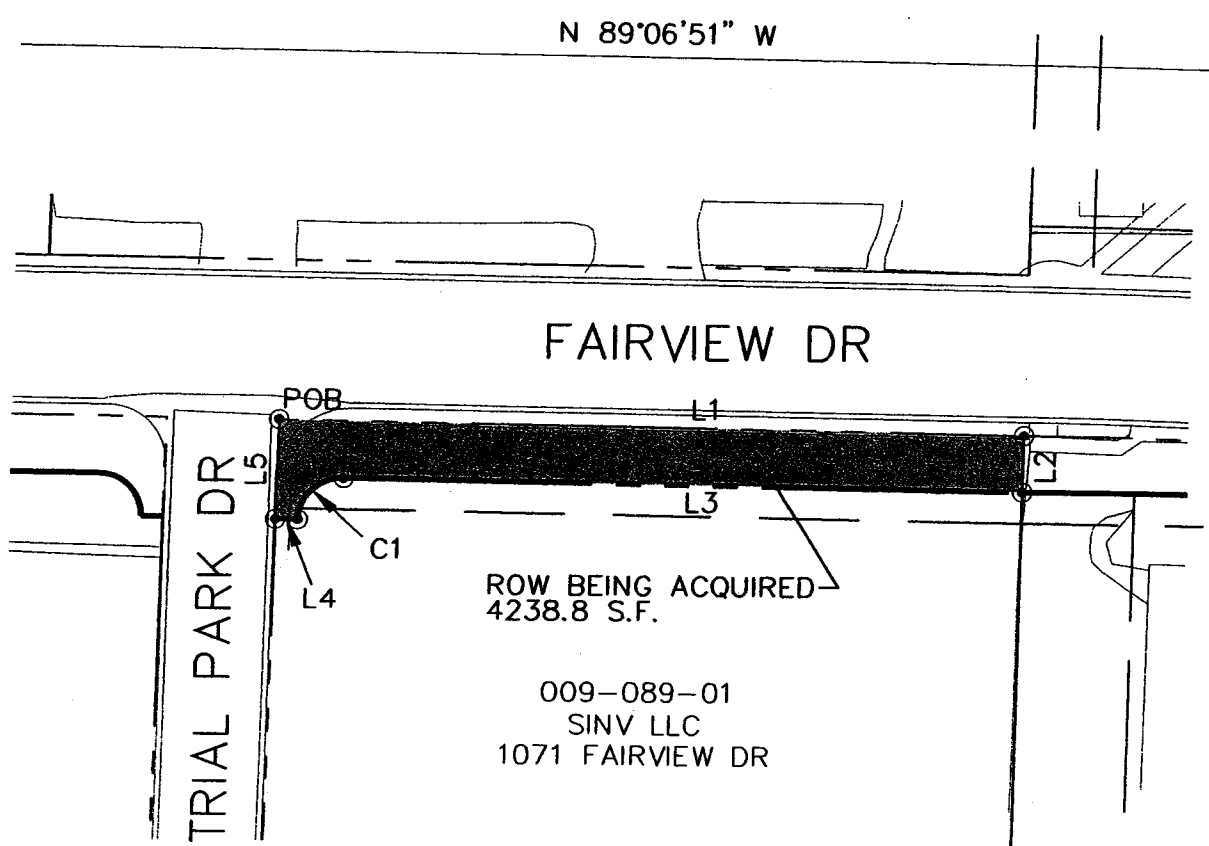 N 89°06'51" W
FAIRVIEW DR
POB
L1
L5
L2
L3
C1
L4
ROW BEING ACQUIRED
4238.8 S.F.
TRIAL PARK DR
009-089-01
SINV LLC
1071 FAIRVIEW DR